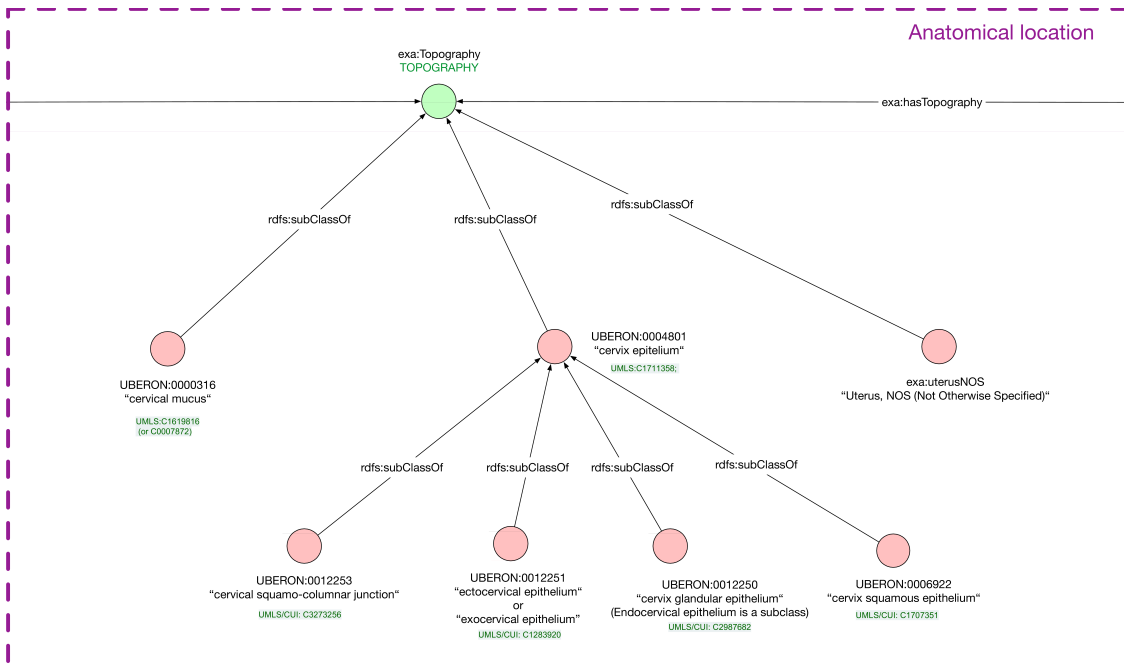 Anatomical location
exa:Topography
TOPOGRAPHY
exa:hasTopography
rdfs:subClassOf
rdfs:subClassOf
rdfs:subClassOf
UBERON:0000316
“cervical mucus“
UMLS:C1619816
(or C0007872)
UBERON:0004801
“cervix epitelium“
UMLS:C1711358;
exa:uterusNOS
“Uterus, NOS (Not Otherwise Specified)“
rdfs:subClassOf
rdfs:subClassOf
rdfs:subClassOf
rdfs:subClassOf
UBERON:0012253
“cervical squamo-columnar junction“
UMLS/CUI: C3273256
UBERON:0012251
“ectocervical epithelium“
or
“exocervical epithelium”
UMLS/CUI: C1283920
UBERON:0012250
“cervix glandular epithelium“
(Endocervical epithelium is a subclass)
UMLS/CUI: C2987682
UBERON:0006922
“cervix squamous epithelium“
UMLS/CUI: C1707351